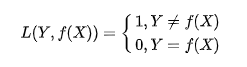 L(Y, f(X)) = { 1, Y ≠ f(X)
0, Y = f(X)